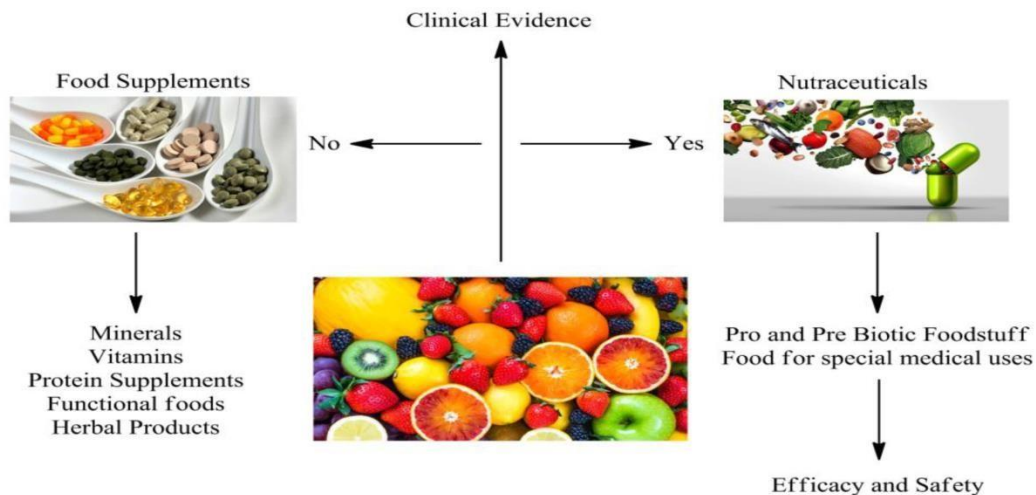 Clinical Evidence
Food Supplements
Nutraceuticals
No
Yes
Minerals
Vitamins
Protein Supplements
Functional foods
Herbal Products
Pro and Pre Biotic Foodstuff
Food for special medical uses
Efficacy and Safety